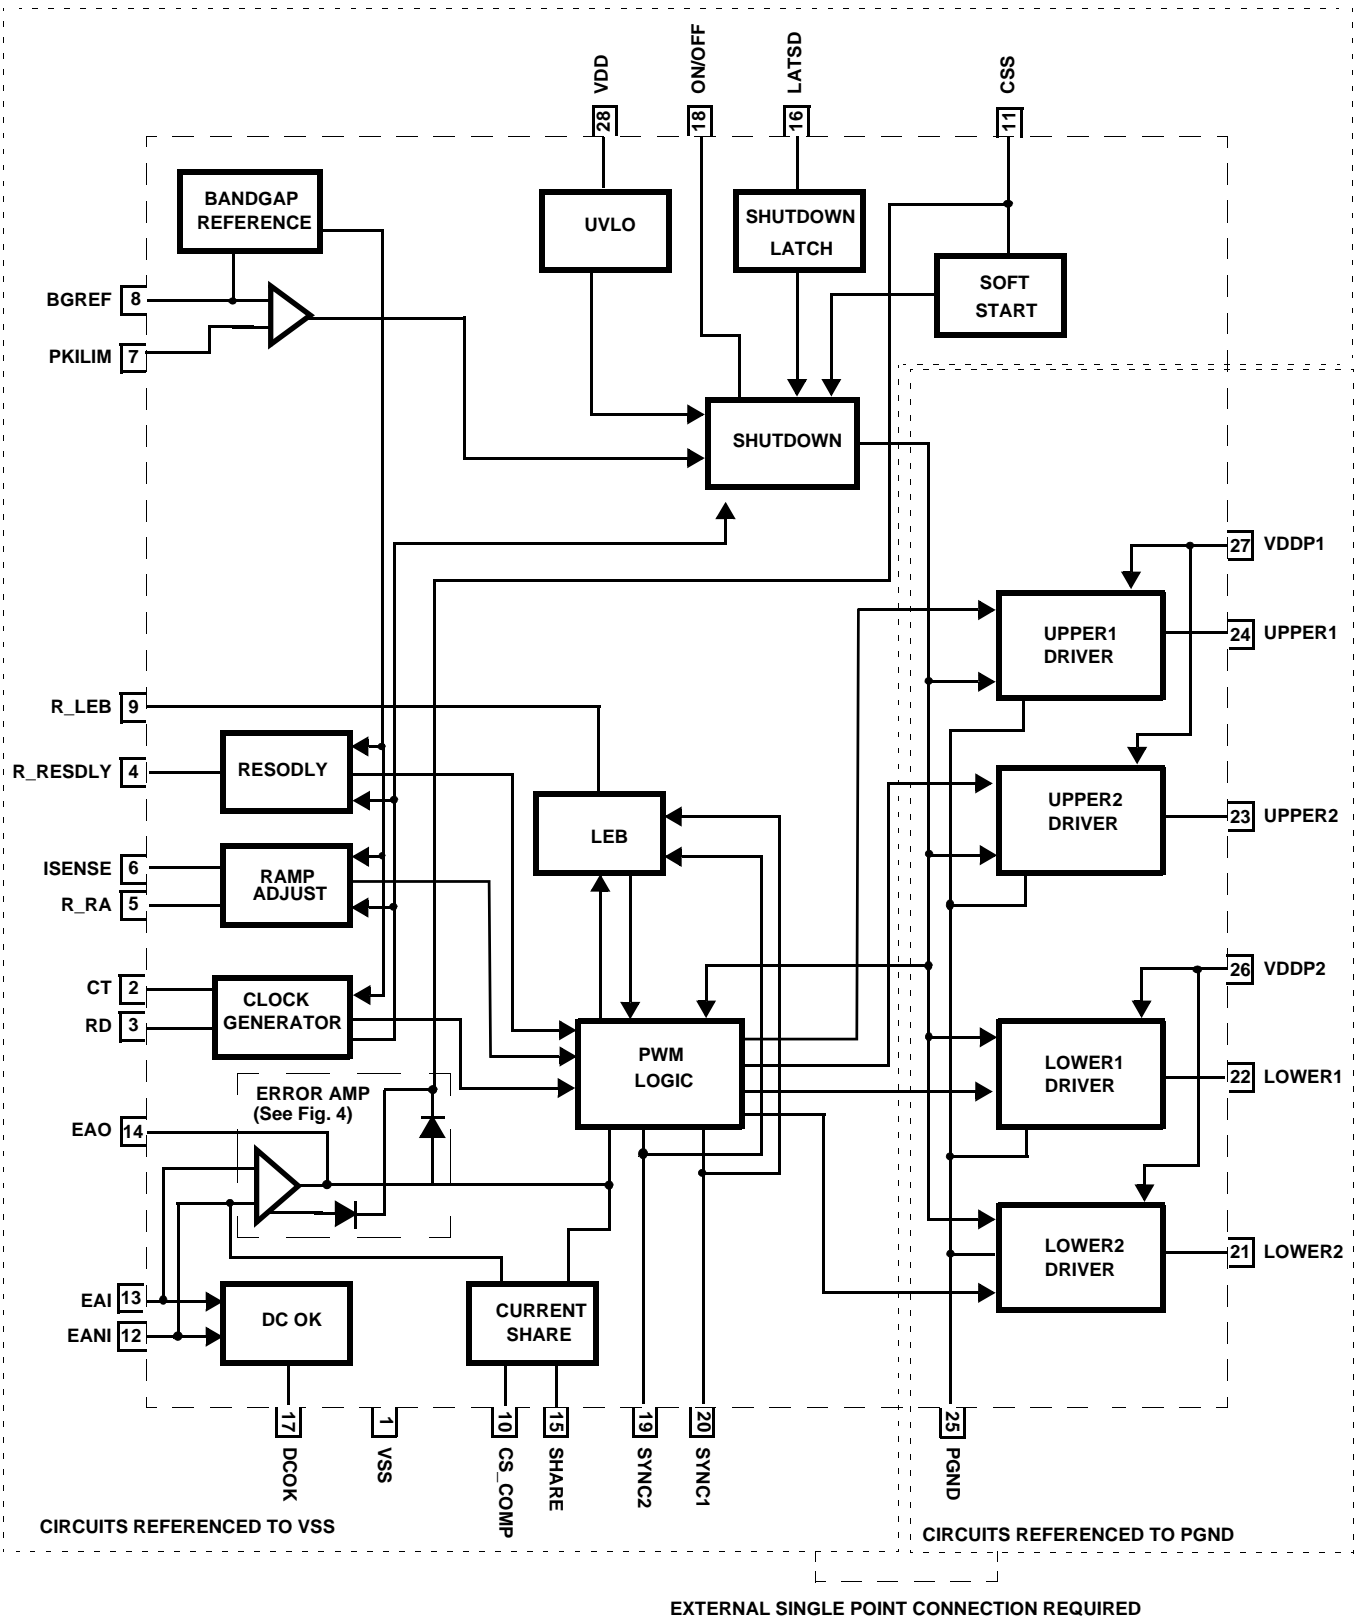 VDD
ON/OFF
LATSD
CSS
28
18
16
11
BANDGAP
REFERENCE
UVLO
SHUTDOWN
LATCH
SOFT
START
BGREF 8
PKILIM 7
SHUTDOWN
27 VDDP1
UPPER1
DRIVER
24 UPPER1
R_LEB 9
R_RESDLY 4
RESODLY
UPPER2
DRIVER
23 UPPER2
LEB
ISENSE 6
R_RA 5
RAMP
ADJUST
CT 2
RD 3
CLOCK
GENERATOR
26 VDDP2
PWM
LOGIC
LOWER1
DRIVER
22 LOWER1
ERROR AMP
(See Fig. 4)
EAO 14
LOWER2
DRIVER
21 LOWER2
EAI 13
EANI 12
DC OK
CURRENT
SHARE
17
1
10
15
19
20
25
DCOK
VSS
CS_COMP
SHARE
SYNC2
SYNC1
PGND
CIRCUITS REFERENCED TO VSS
CIRCUITS REFERENCED TO PGND
EXTERNAL SINGLE POINT CONNECTION REQUIRED